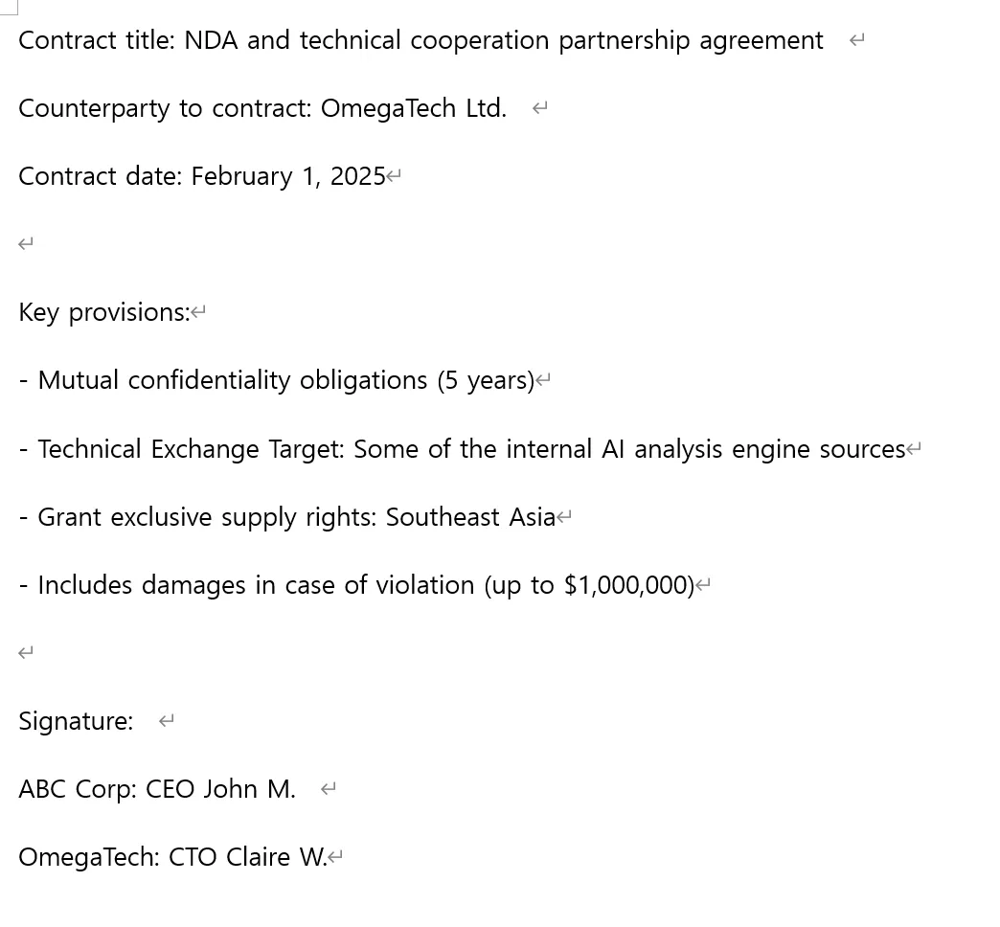 Contract title: NDA and technical cooperation partnership agreement
Counterparty to contract: OmegaTech Ltd.
Contract date: February 1, 2025
Key provisions:
- Mutual confidentiality obligations (5 years)
- Technical Exchange Target: Some of the internal AI analysis engine sources
- Grant exclusive supply rights: Southeast Asia
- Includes damages in case of violation (up to $1,000,000)
Signature:
ABC Corp: CEO John M.
OmegaTech: CTO Claire W.